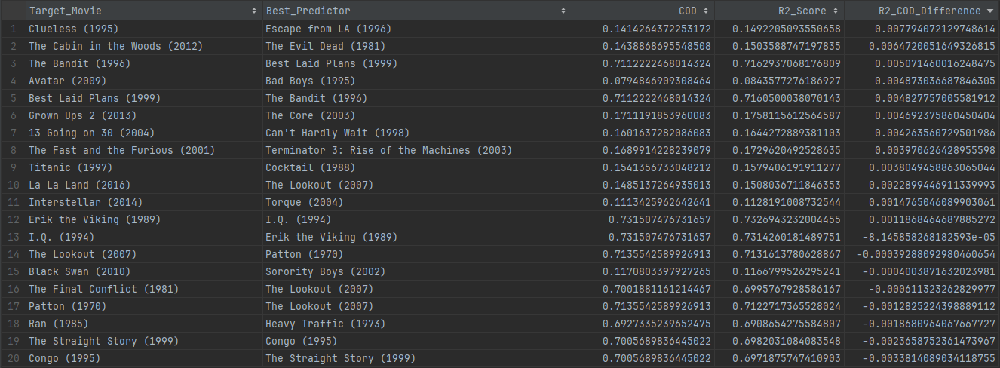 Target_Movie Best_Predictor COD R2_Score R2_COD_Difference
1 Clueless (1995) Escape from LA (1996) 0.1414264372253172 0.1492205093550658 0.007794072129748614
2 The Cabin in the Woods (2012) The Evil Dead (1981) 0.1438868695548508 0.1503588747197835 0.0064720051649326815
3 The Bandit (1996) Best Laid Plans (1999) 0.7112222468014324 0.7162937068176809 0.005071460016248475
4 Avatar (2009) Bad Boys (1995) 0.0794846909308464 0.0843577276186927 0.004873036687846305
5 Best Laid Plans (1999) The Bandit (1996) 0.7112222468014324 0.7160500038070143 0.004827757005581912
6 Grown Ups 2 (2013) The Core (2003) 0.1711191853960083 0.1758115612564587 0.004692375860450404
7 13 Going on 30 (2004) Can't Hardly Wait (1998) 0.1601637282086083 0.1644272889381103 0.004263560729501986
8 The Fast and the Furious (2001) Terminator 3: Rise of the Machines (2003) 0.1689914228239079 0.1729620492528635 0.003970626428955598
9 Titanic (1997) Cocktail (1988) 0.1541356733048212 0.1579406191911277 0.0038049458863065044
10 La La Land (2016) The Lookout (2007) 0.1485137264935013 0.1508036711846353 0.0022899446911339993
11 Interstellar (2014) Torque (2004) 0.1113425962642641 0.1128191008732544 0.0014765046089903061
12 Erik the Viking (1989) I.Q. (1994) 0.731507476731657 0.7326943232004455 0.0011868464687885272
13 I.Q. (1994) Erik the Viking (1989) 0.731507476731657 0.7314260181489751 -8.145858268182593e-05
14 The Lookout (2007) Patton (1970) 0.7135542589926913 0.7131613780628867 -0.00039288092980460654
15 Black Swan (2010) Sorority Boys (2002) 0.1170803397927265 0.1166799526295241 -0.0004003871632023981
16 The Final Conflict (1981) The Lookout (2007) 0.7001881161214467 0.6995767928586167 -0.000611323262829977
17 Patton (1970) The Lookout (2007) 0.7135542589926913 0.7122717365528024 -0.0012825224398889112
18 Ran (1985) Heavy Traffic (1973) 0.6927335239652475 0.6908654275584807 -0.0018680964067667727
19 The Straight Story (1999) Congo (1995) 0.7005689836445022 0.6982031084083548 -0.0023658752361473967
20 Congo (1995) The Straight Story (1999) 0.7005689836445022 0.6971875747410903 -0.0033814089034118755